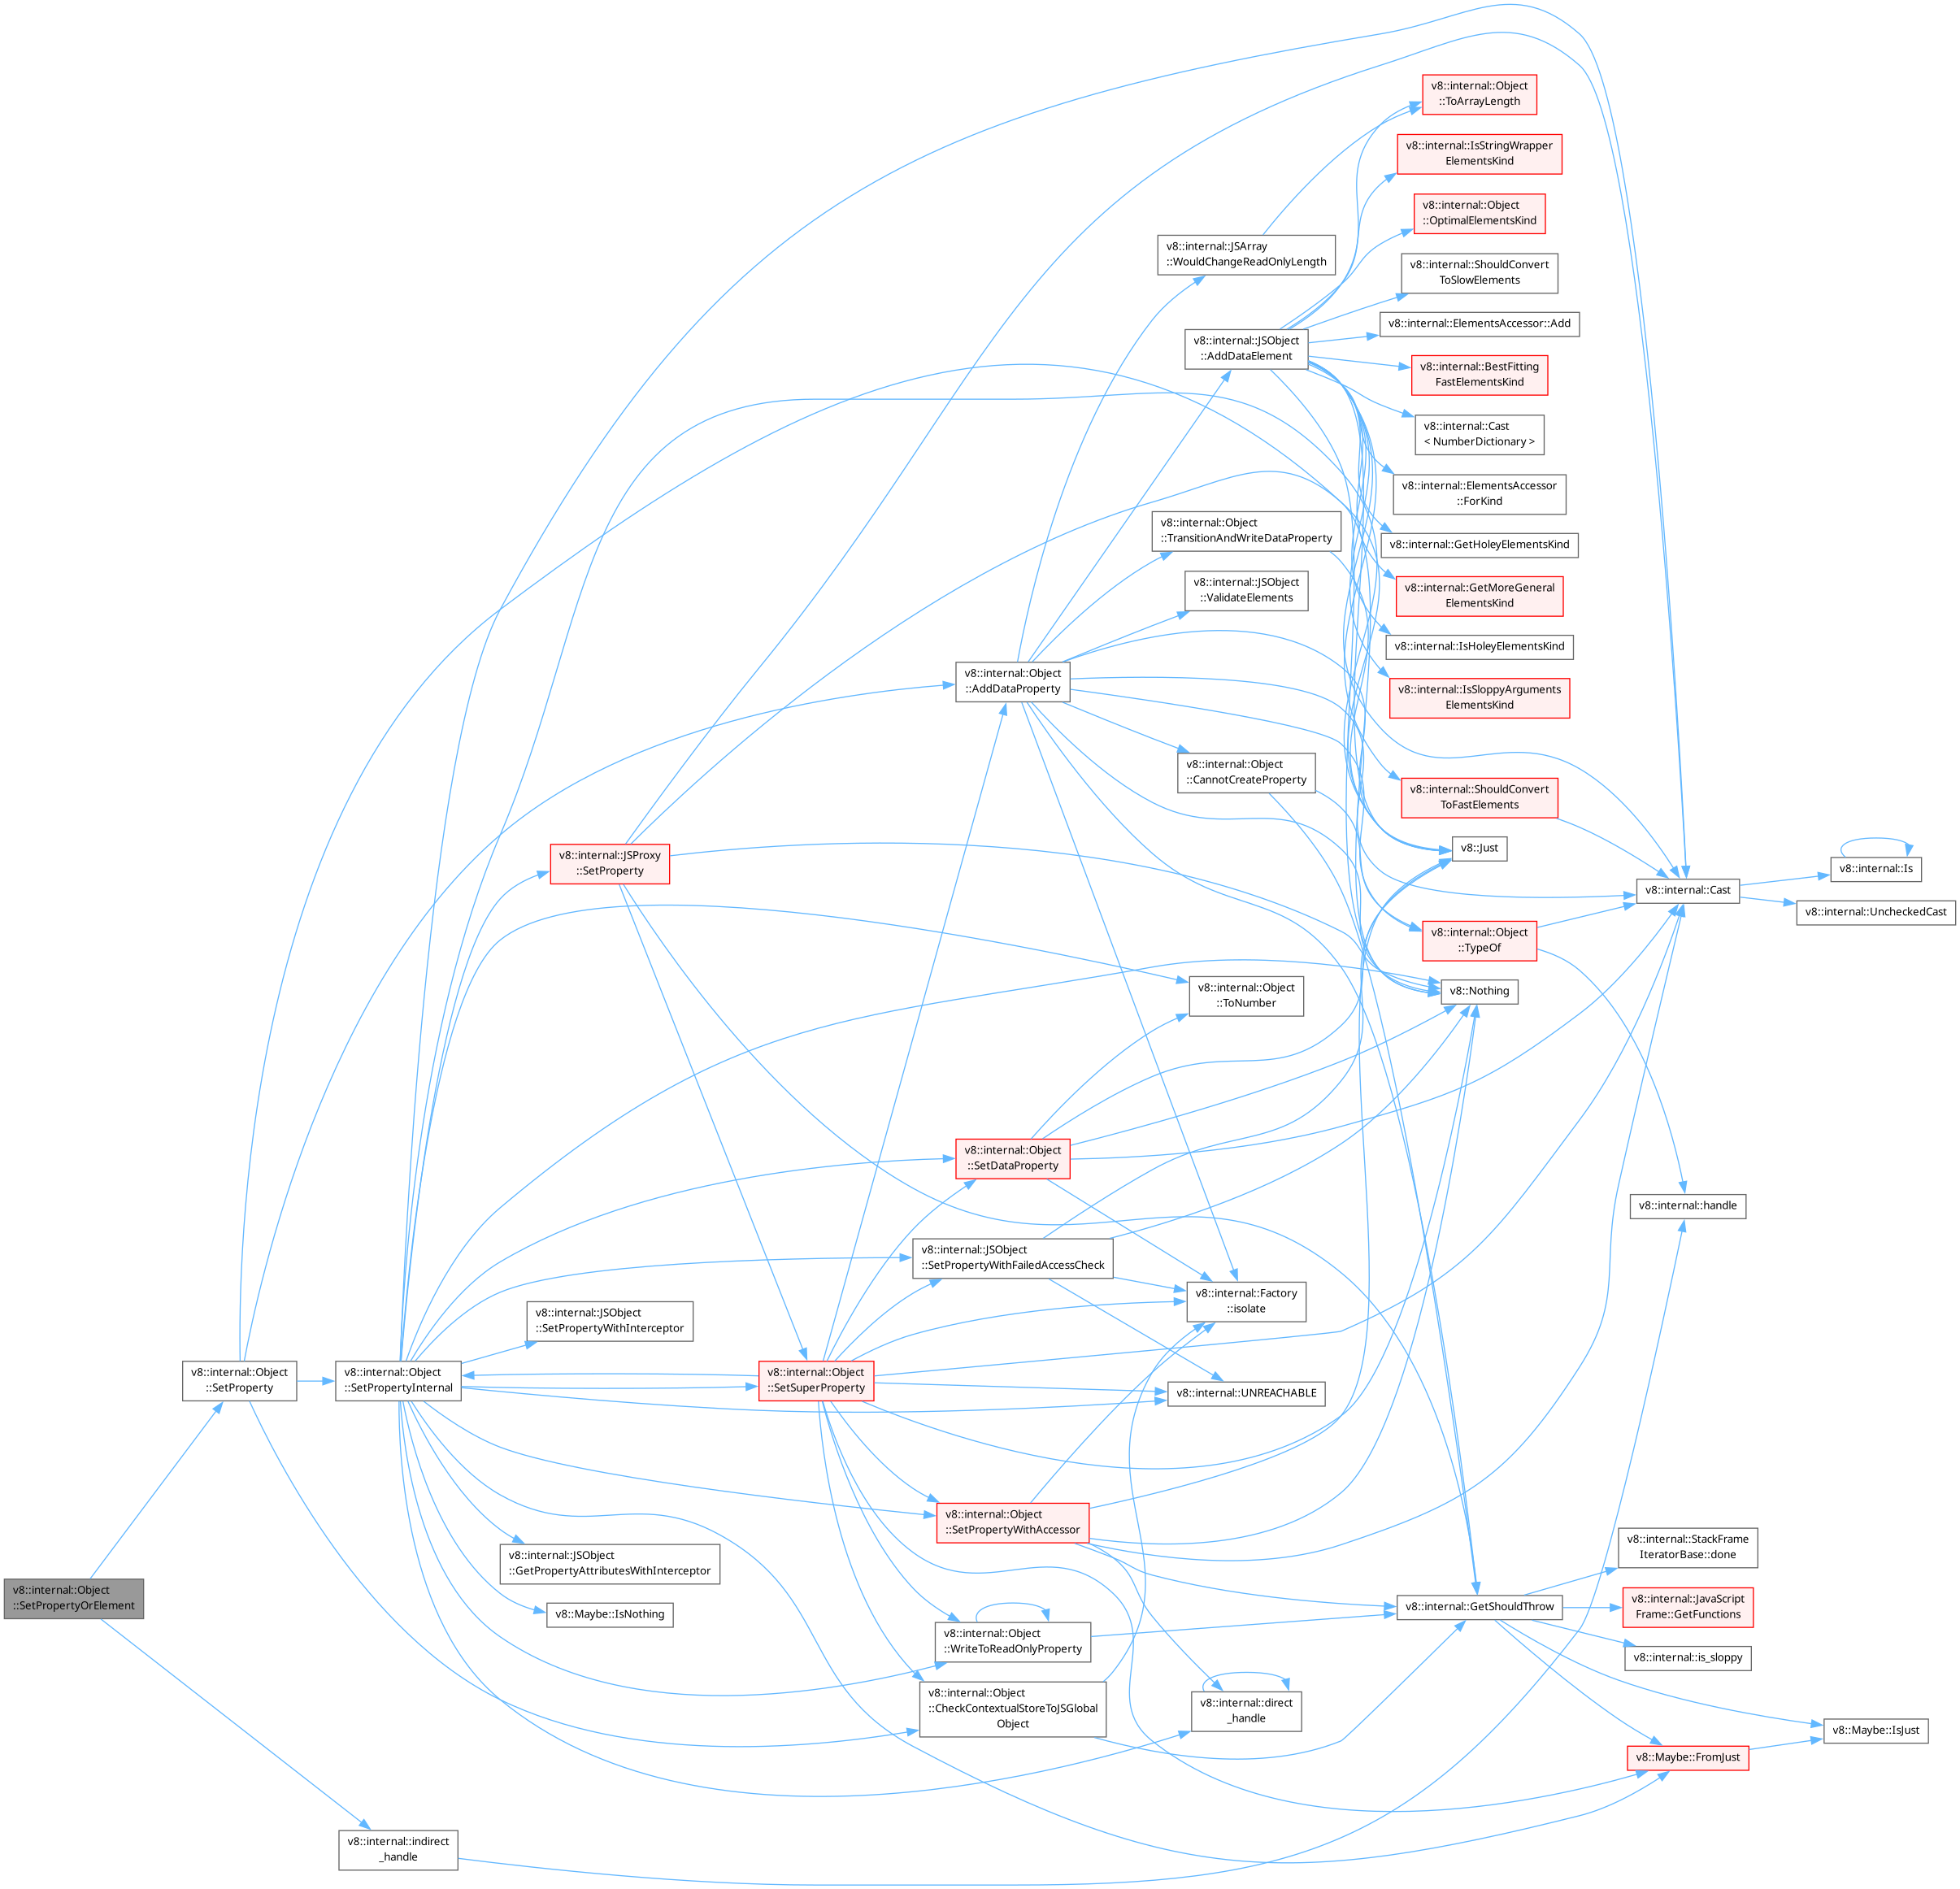 v8::internal::Object
::SetPropertyOrElement
v8::internal::Object
::SetProperty
v8::internal::indirect
_handle
v8::internal::Object
::SetPropertyInternal
v8::internal::JSProxy
::SetProperty
v8::internal::JSObject
::SetPropertyWithInterceptor
v8::internal::JSObject
::GetPropertyAttributesWithInterceptor
v8::Maybe::IsNothing
v8::internal::Object
::SetSuperProperty
v8::internal::Object
::AddDataProperty
v8::internal::Object
::SetDataProperty
v8::internal::JSObject
::SetPropertyWithFailedAccessCheck
v8::internal::Object
::SetPropertyWithAccessor
v8::internal::Object
::WriteToReadOnlyProperty
v8::internal::Object
::CheckContextualStoreToJSGlobal
Object
v8::internal::JSArray
::WouldChangeReadOnlyLength
v8::internal::JSObject
::AddDataElement
v8::internal::Object
::TransitionAndWriteDataProperty
v8::internal::JSObject
::ValidateElements
v8::internal::Object
::CannotCreateProperty
v8::internal::Object
::ToNumber
v8::internal::Factory
::isolate
v8::internal::UNREACHABLE
v8::internal::direct
_handle
v8::internal::Object
::ToArrayLength
v8::internal::IsStringWrapper
ElementsKind
v8::internal::Object
::OptimalElementsKind
v8::internal::ShouldConvert
ToSlowElements
v8::internal::ElementsAccessor::Add
v8::internal::BestFitting
FastElementsKind
v8::internal::Cast
< NumberDictionary >
v8::internal::ElementsAccessor
::ForKind
v8::internal::GetHoleyElementsKind
v8::internal::GetMoreGeneral
ElementsKind
v8::internal::IsHoleyElementsKind
v8::internal::IsSloppyArguments
ElementsKind
v8::internal::ShouldConvert
ToFastElements
v8::Just
v8::internal::Object
::TypeOf
v8::Nothing
v8::internal::GetShouldThrow
v8::internal::Cast
v8::internal::handle
v8::internal::StackFrame
IteratorBase::done
v8::internal::JavaScript
Frame::GetFunctions
v8::internal::is_sloppy
v8::Maybe::FromJust
v8::internal::Is
v8::internal::UncheckedCast
v8::Maybe::IsJust